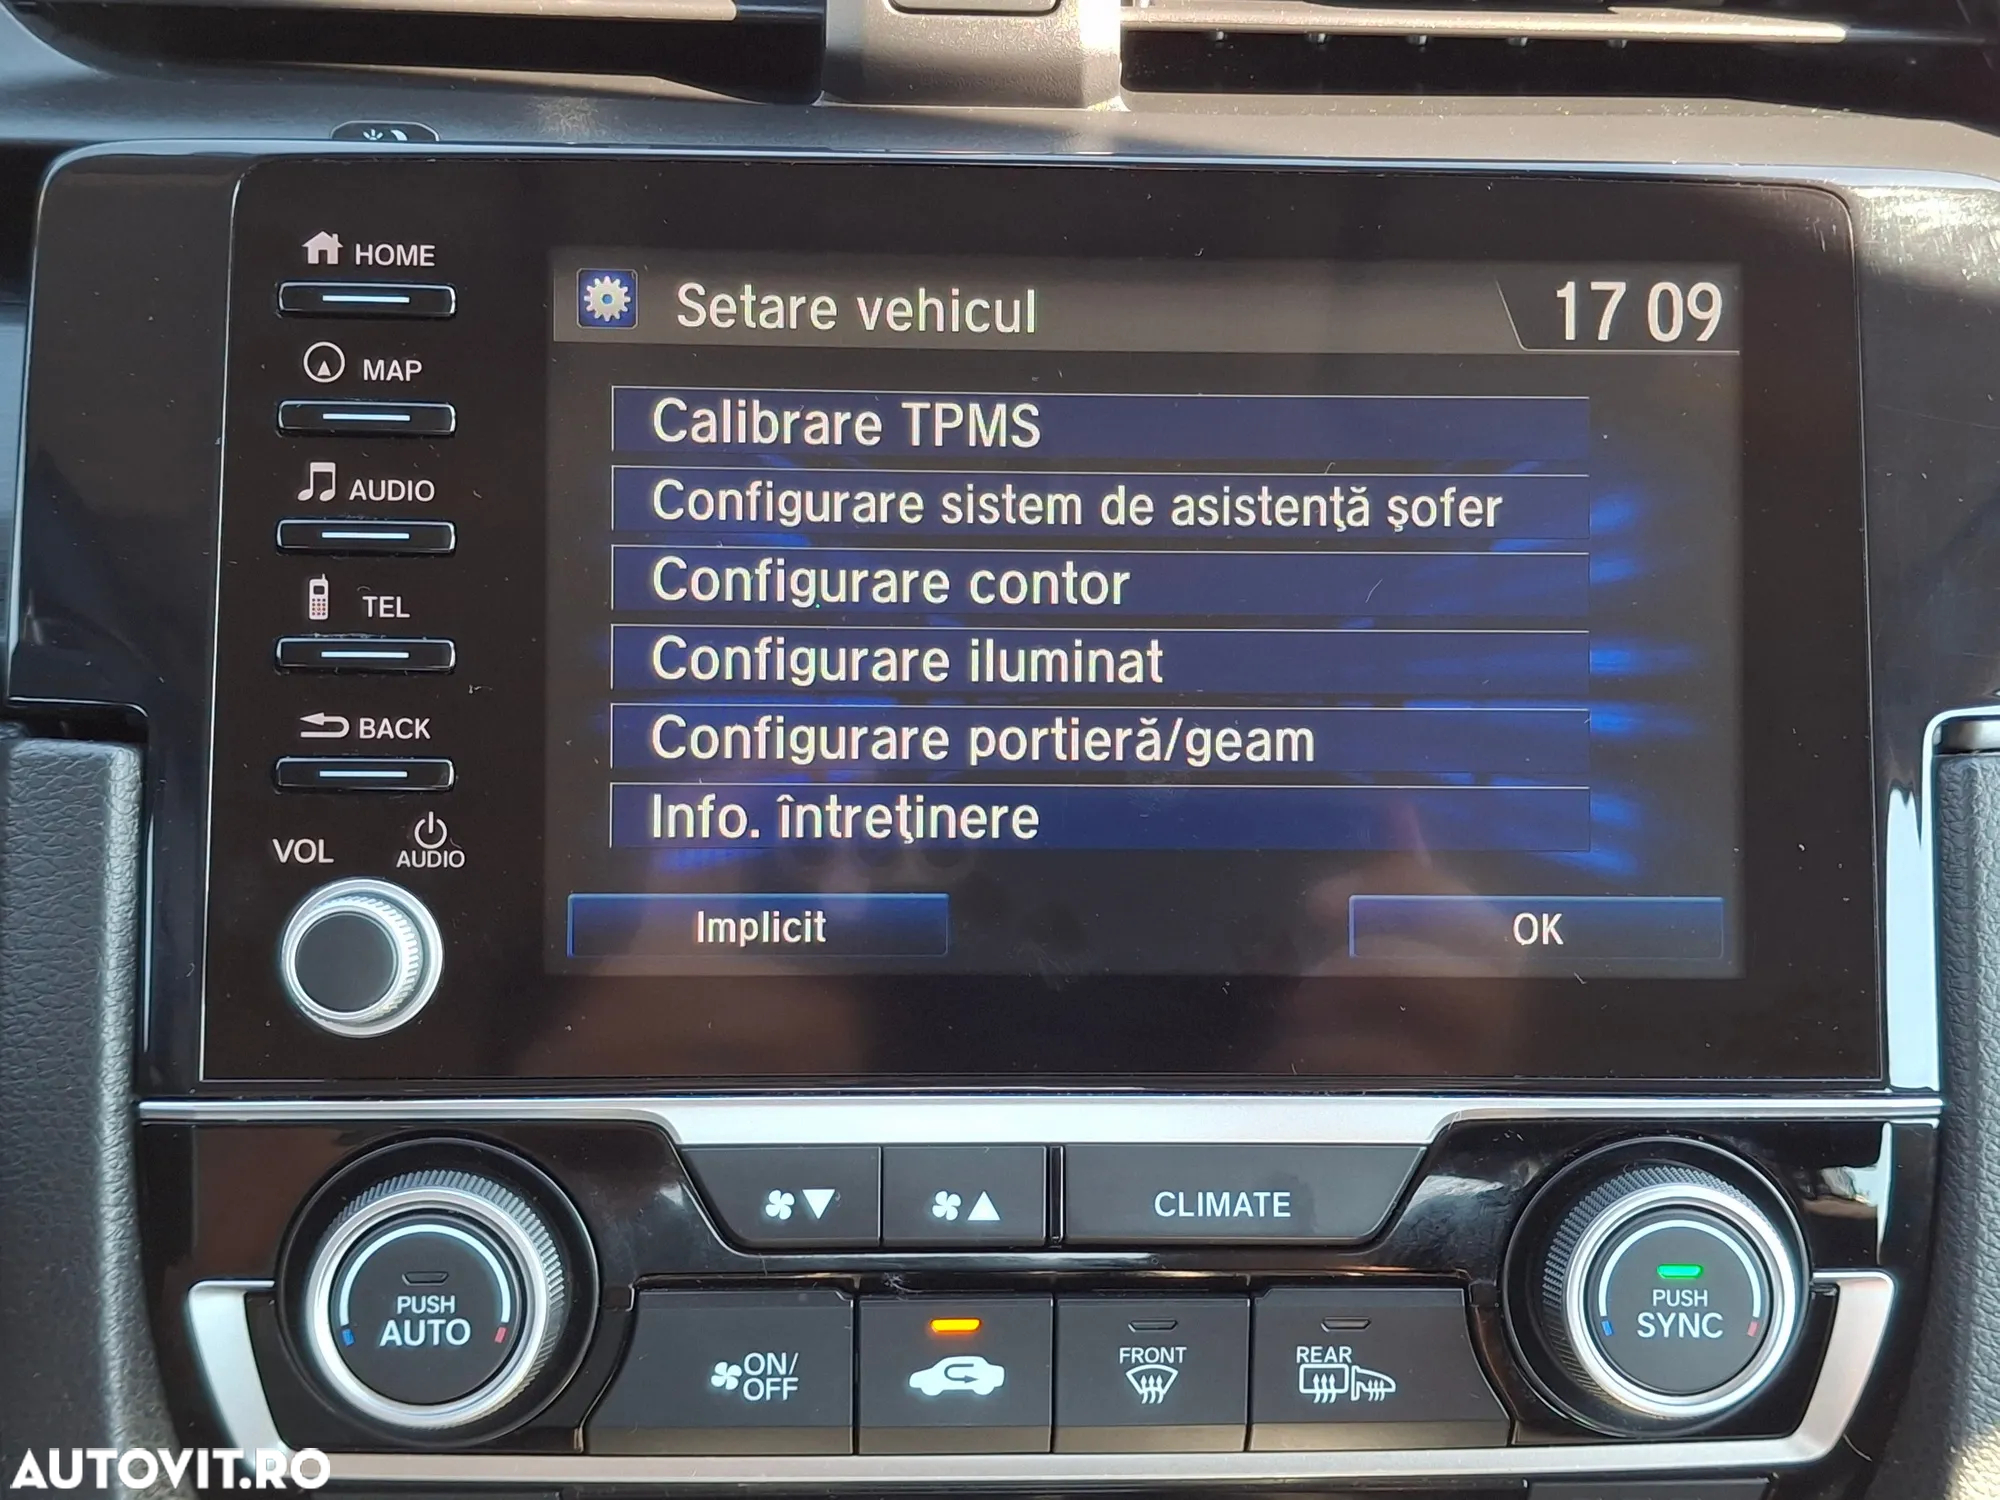 HOME
MAP
AUDIO
TEL
BACK
VOL
AUDIO
Setare vehicul
17 09
Calibrare TPMS
Configurare sistem de asistenţă şofer
Configurare contor
Configurare iluminat
Configurare portieră/geam
Info. întreţinere
Implicit
OK
CLIMATE
PUSH
AUTO
ON/
OFF
FRONT
REAR
PUSH
SYNC
AUTOVIT.RO